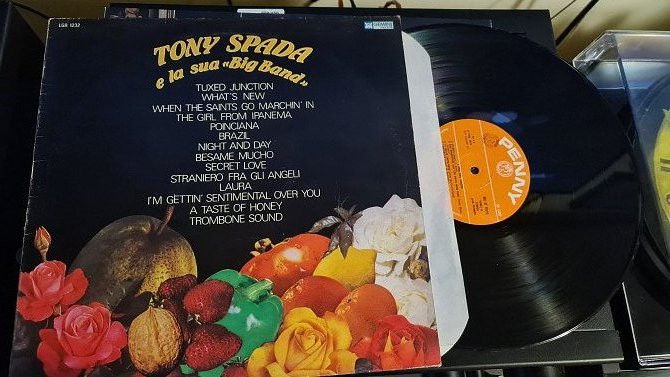 LGR 1232
TONY SPADA
e la sua «Big Band»
TUXED JUNCTION
WHAT'S NEW
WHEN THE SAINTS GO MARCHIN' IN
THE GIRL FROM IPANEMA
POINCIANA
BRAZIL
NIGHT AND DAY
BESAME MUCHO
SECRET LOVE
STRANIERO FRA GLI ANGELI
LAURA
I'M GETTIN' SENTIMENTAL OVER YOU
A TASTE OF HONEY
TROMBONE SOUND
PENNY